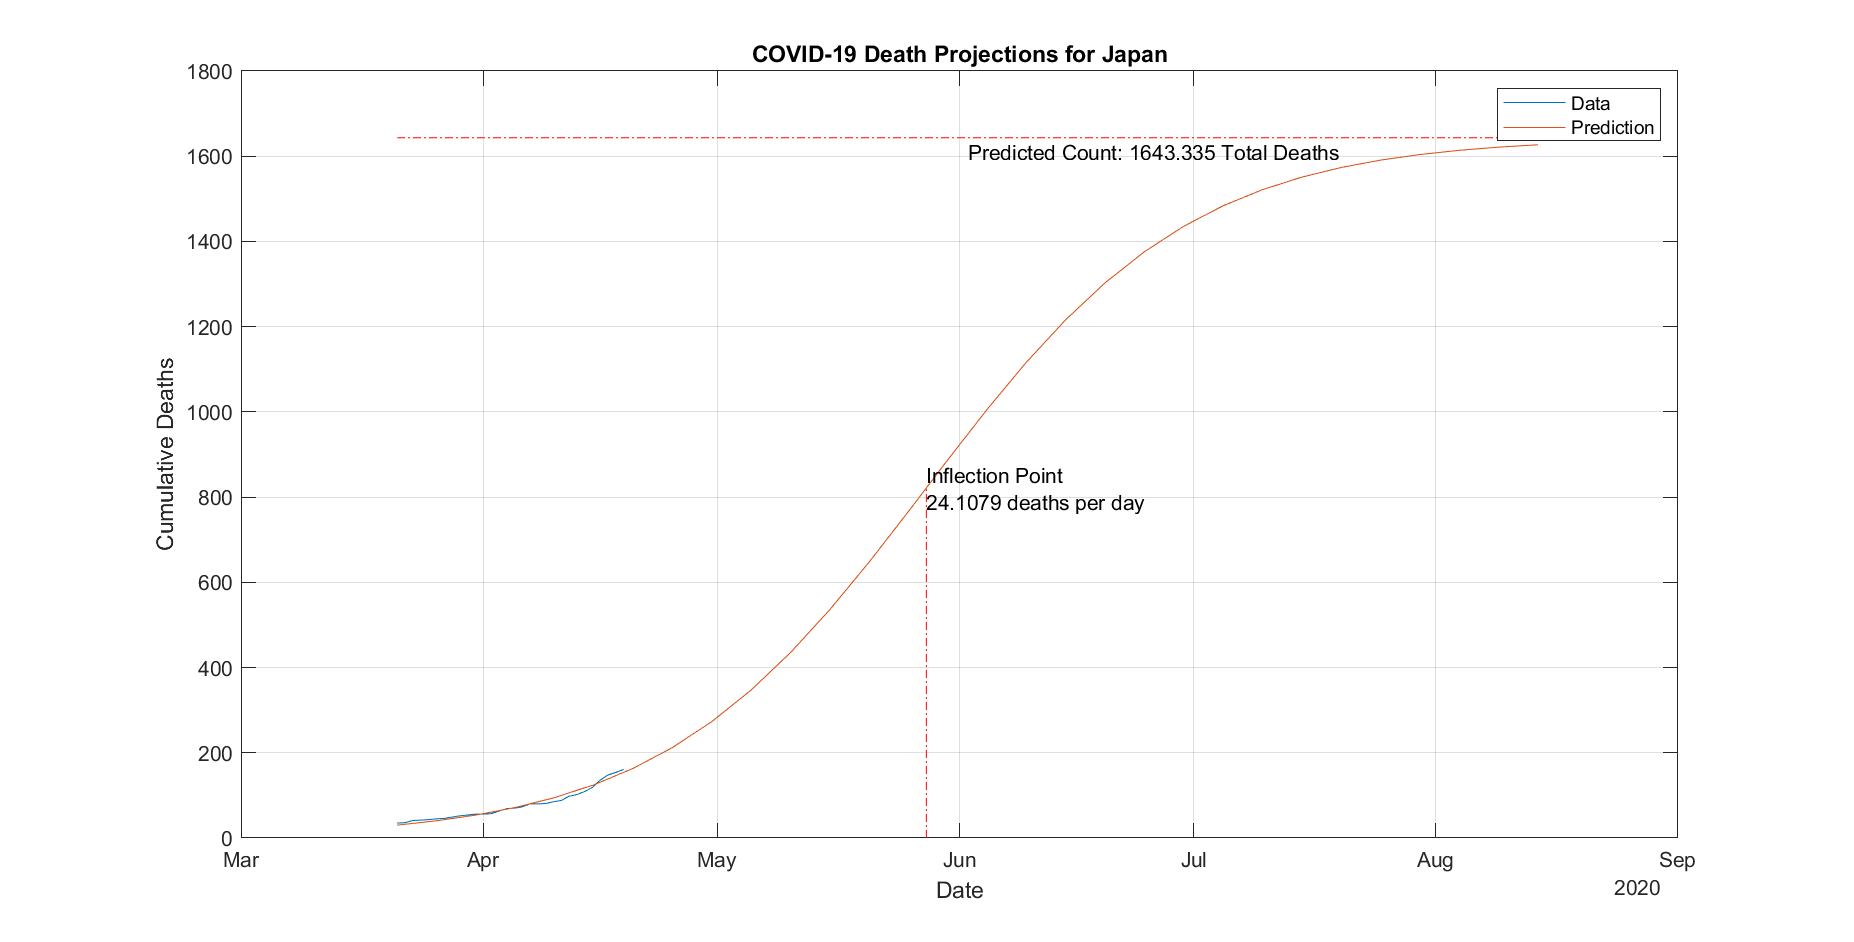 COVID-19 Death Projections for Japan
1800
1600
1400
1200
1000
800
600
400
200
0
Cumulative Deaths
Data
Prediction
Predicted Count: 1643.335 Total Deaths
Inflection Point
24.1079 deaths per day
Mar Apr May Jun Jul Aug Sep
Date
2020